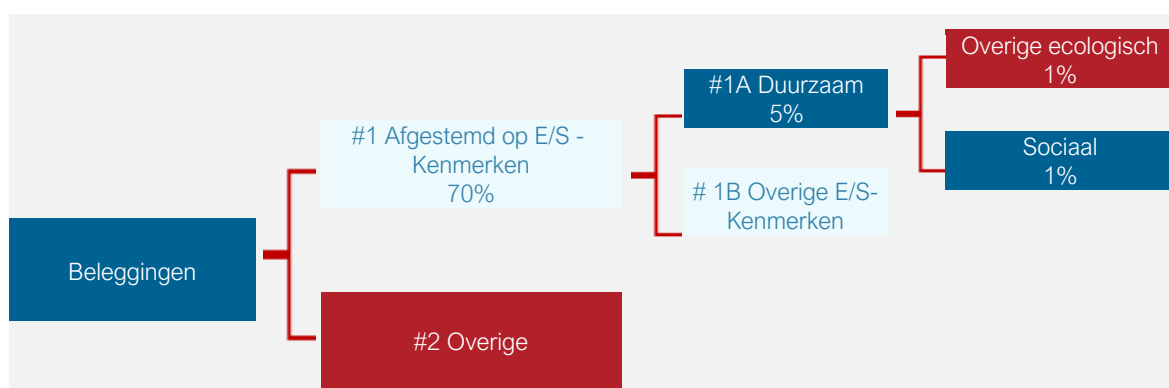 Beleggingen
#1 Afgestemd op E/S -
Kenmerken
70%
#2 Overige
#1A Duurzaam
5%
# 1B Overige E/S-
Kenmerken
Overige ecologisch
1%
Sociaal
1%